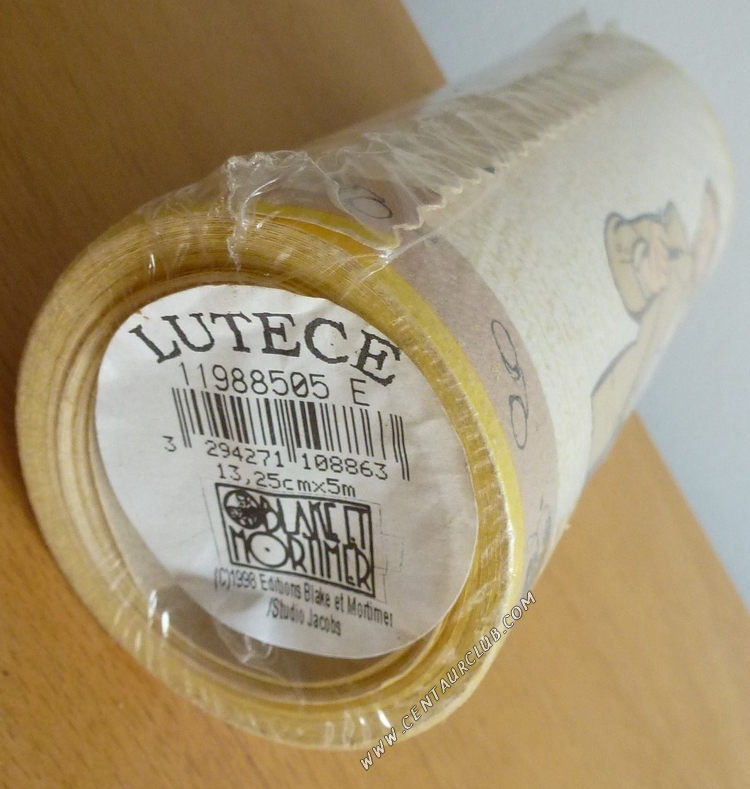 LUTECE
11988505 E
3 294271 108863
13,25cmx5m
BLAKE ET
MORTIMER
(C)1998 Editions Blake et Mortimer
/Studio Jacobs
www.CENTAURCLUB.COM